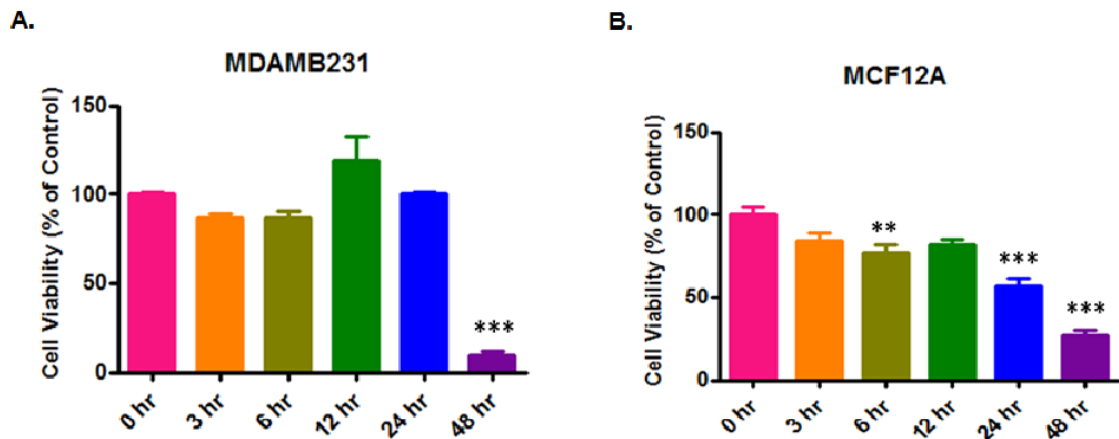 A.
MDAMB231
Cell Viability (% of Control)
150
100
50
0
***
0 hr
3 hr
6 hr
12 hr
24 hr
48 hr
B.
MCF12A
Cell Viability (% of Control)
150
100
50
0
**
***
***
0 hr
3 hr
6 hr
12 hr
24 hr
48 hr